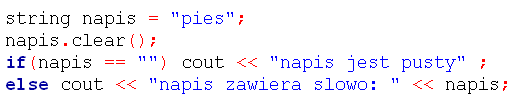 string napis = "pies";
napis.clear();
if(napis == "") cout << "napis jest pusty" ;
else cout << "napis zawiera slowo: " << napis;